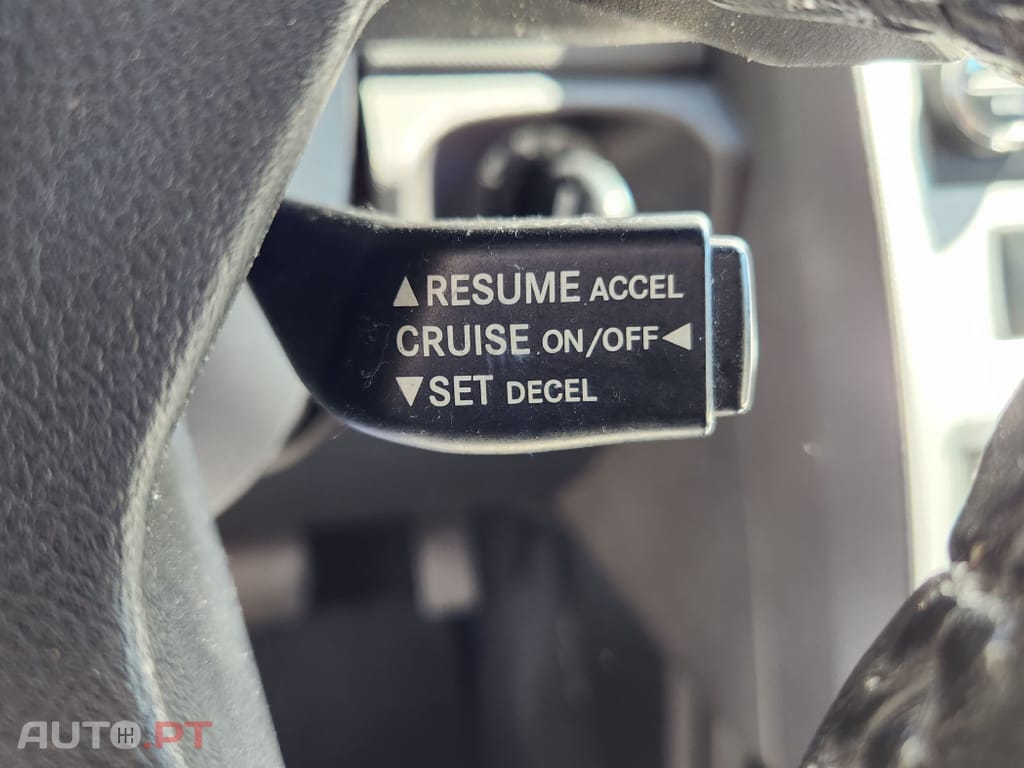 ▲RESUME ACCEL
CRUISE ON/OFF◀
▼SET DECEL
AUTO.PT